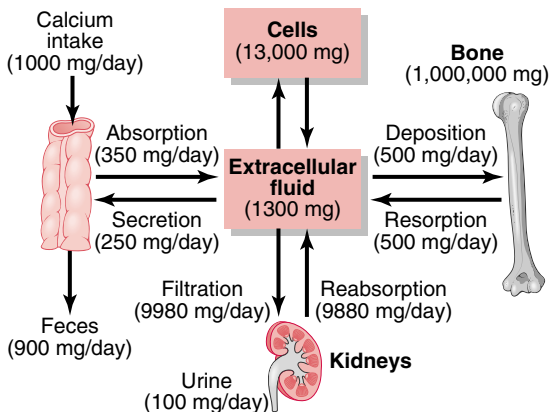 Calcium
intake
(1000 mg/day)
Cells
(13,000 mg)
Bone
(1,000,000 mg)
Absorption
(350 mg/day)
Deposition
(500 mg/day)
Extracellular
fluid
(1300 mg)
Secretion
(250 mg/day)
Resorption
(500 mg/day)
Feces
(900 mg/day)
Filtration
(9980 mg/day)
Reabsorption
(9880 mg/day)
Kidneys
Urine
(100 mg/day)